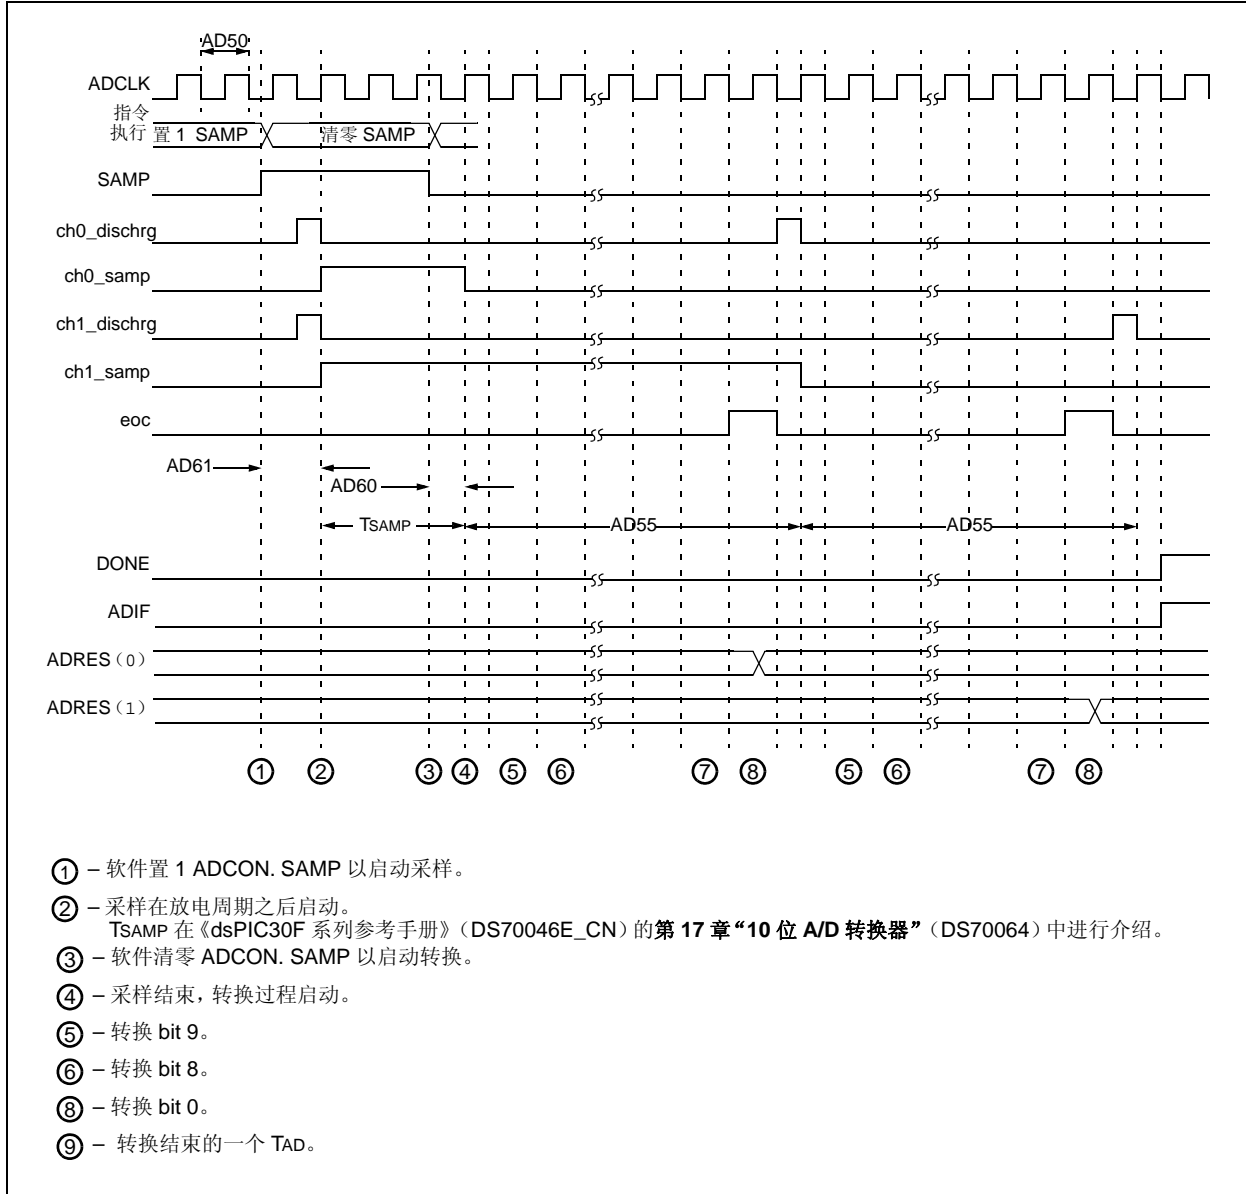 AD50
ADCLK
指令
执行 置 1 SAMP 清零 SAMP
SAMP
ch0_dischrg
ch0_samp
ch1_dischrg
ch1_samp
eoc
AD61
AD60
TSAMP AD55 AD55
DONE
ADIF
ADRES（0）
ADRES（1）
① ② ③ ④ ⑤ ⑥ ⑦ ⑧ ⑤ ⑥ ⑦ ⑧
① – 软件置 1 ADCON. SAMP 以启动采样。
② – 采样在放电周期之后启动。
TSAMP 在《dsPIC30F 系列参考手册》（DS70046E_CN）的第 17 章“10 位 A/D 转换器”（DS70064）中进行介绍。
③ – 软件清零 ADCON. SAMP 以启动转换。
④ – 采样结束，转换过程启动。
⑤ – 转换 bit 9。
⑥ – 转换 bit 8。
⑧ – 转换 bit 0。
⑨ – 转换结束的一个 TAD。